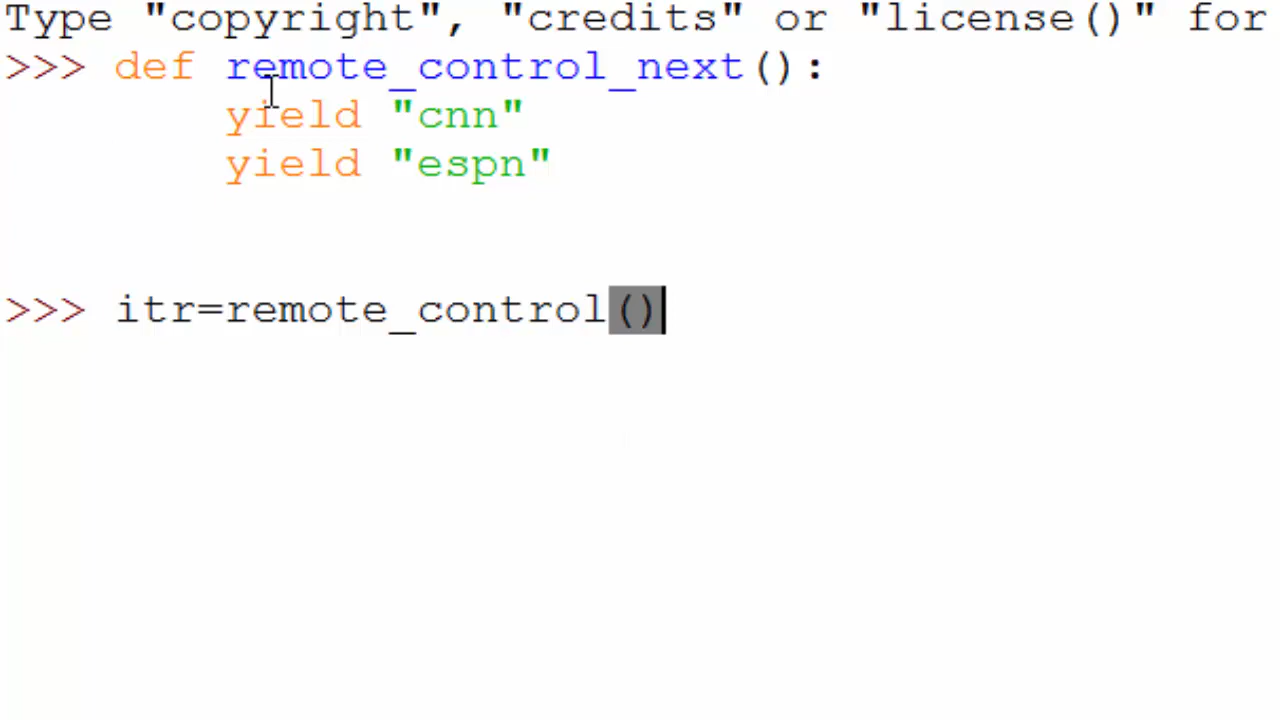 Type "copyright", "credits" or "license()" for
>>> def remote_control_next():
yield "cnn"
yield "espn"
>>> itr=remote_control()